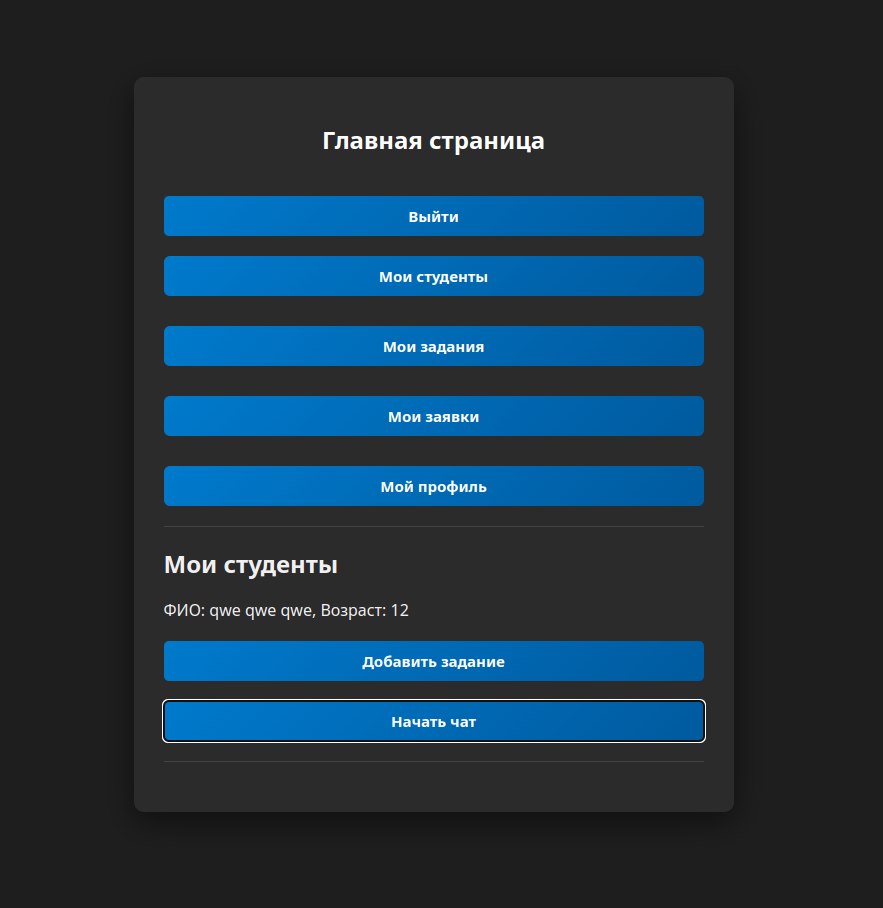 Главная страница
Выйти
Мои студенты
Мои задания
Мои заявки
Мой профиль
Мои студенты
ФИО: qwe qwe qwe, Возраст: 12
Добавить задание
Начать чат